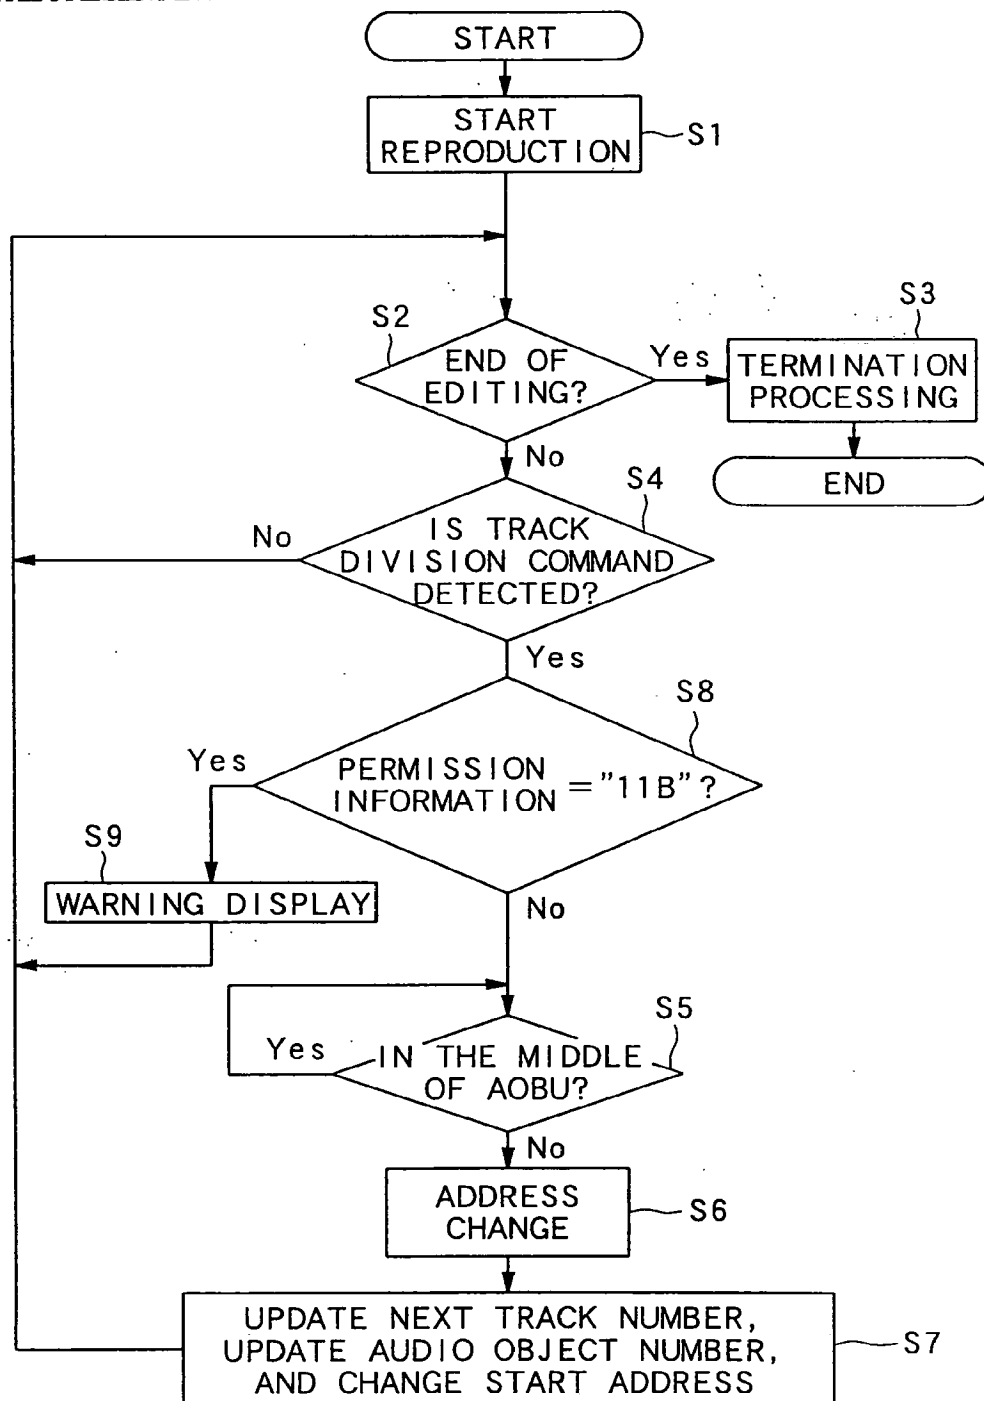 START
START
REPRODUCTION
S1
S2
END OF
EDITING?
Yes
S3
TERMINATION
PROCESSING
END
No
S4
IS TRACK
DIVISION COMMAND
DETECTED?
No
Yes
S8
PERMISSION
INFORMATION = "11B"?
Yes
S9
WARNING DISPLAY
No
S5
IN THE MIDDLE
OF AOBU?
Yes
No
ADDRESS
CHANGE
S6
UPDATE NEXT TRACK NUMBER,
UPDATE AUDIO OBJECT NUMBER,
AND CHANGE START ADDRESS
S7